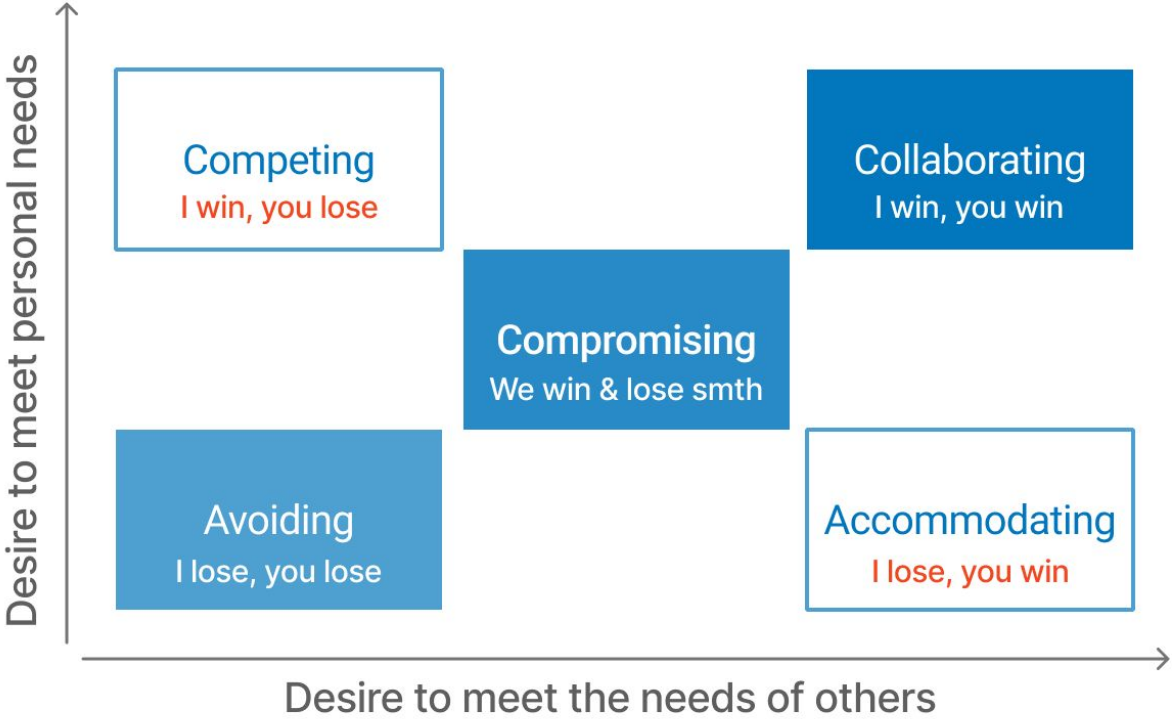 Desire to meet personal needs
Competing
I win, you lose
Collaborating
I win, you win
Compromising
We win & lose smth
Avoiding
I lose, you lose
Accommodating
I lose, you win
Desire to meet the needs of others